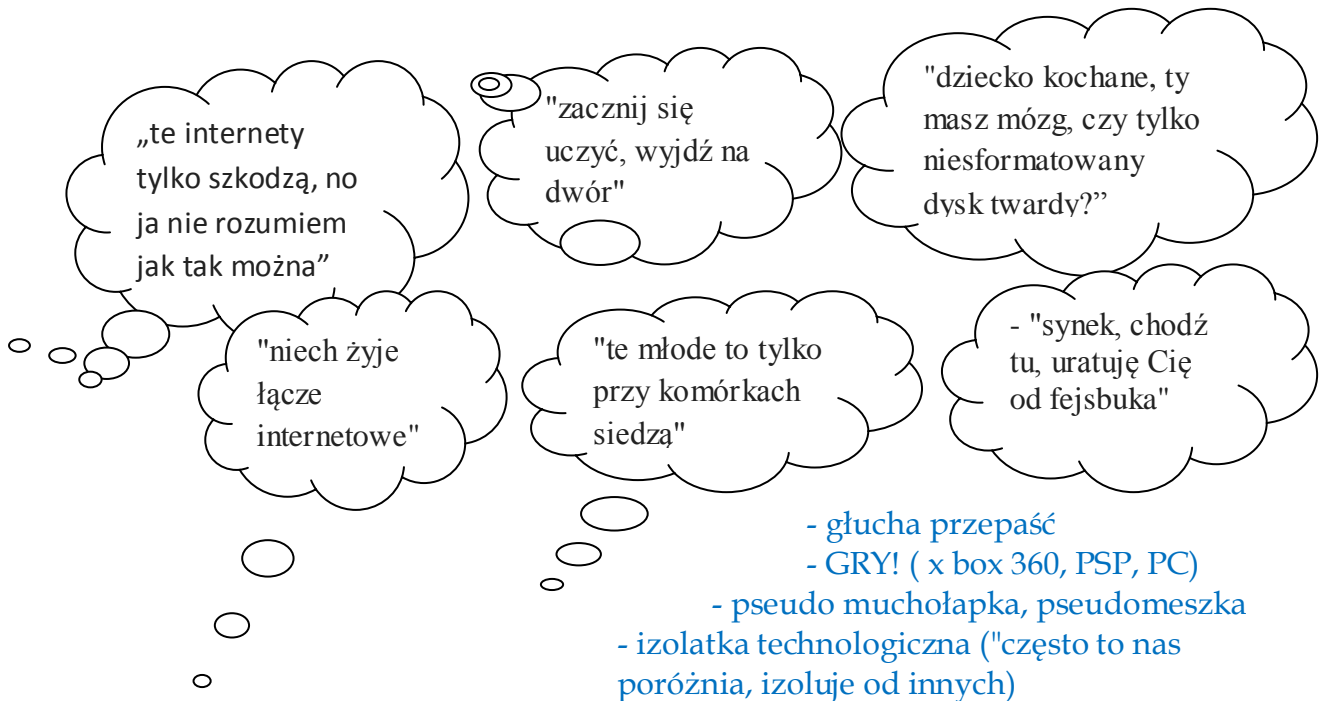 „te internety
tylko szkodzą, no
ja nie rozumiem
jak tak można”
"zacznij się
uczyć, wyjdź na
dwór"
"dziecko kochane, ty
masz mózg, czy tylko
niesformatowany
dysk twardy?”
"niech żyje
łącze
internetowe"
"te młode to tylko
przy komórkach
siedzą"
- "synek, chodź
tu, uratuję Cię
od fejsbuka"
- głucha przepaść
- GRY! ( x box 360, PSP, PC)
- pseudo muchołapka, pseudomeszka
- izolatka technologiczna ("często to nas
poróżnia, izoluje od innych)